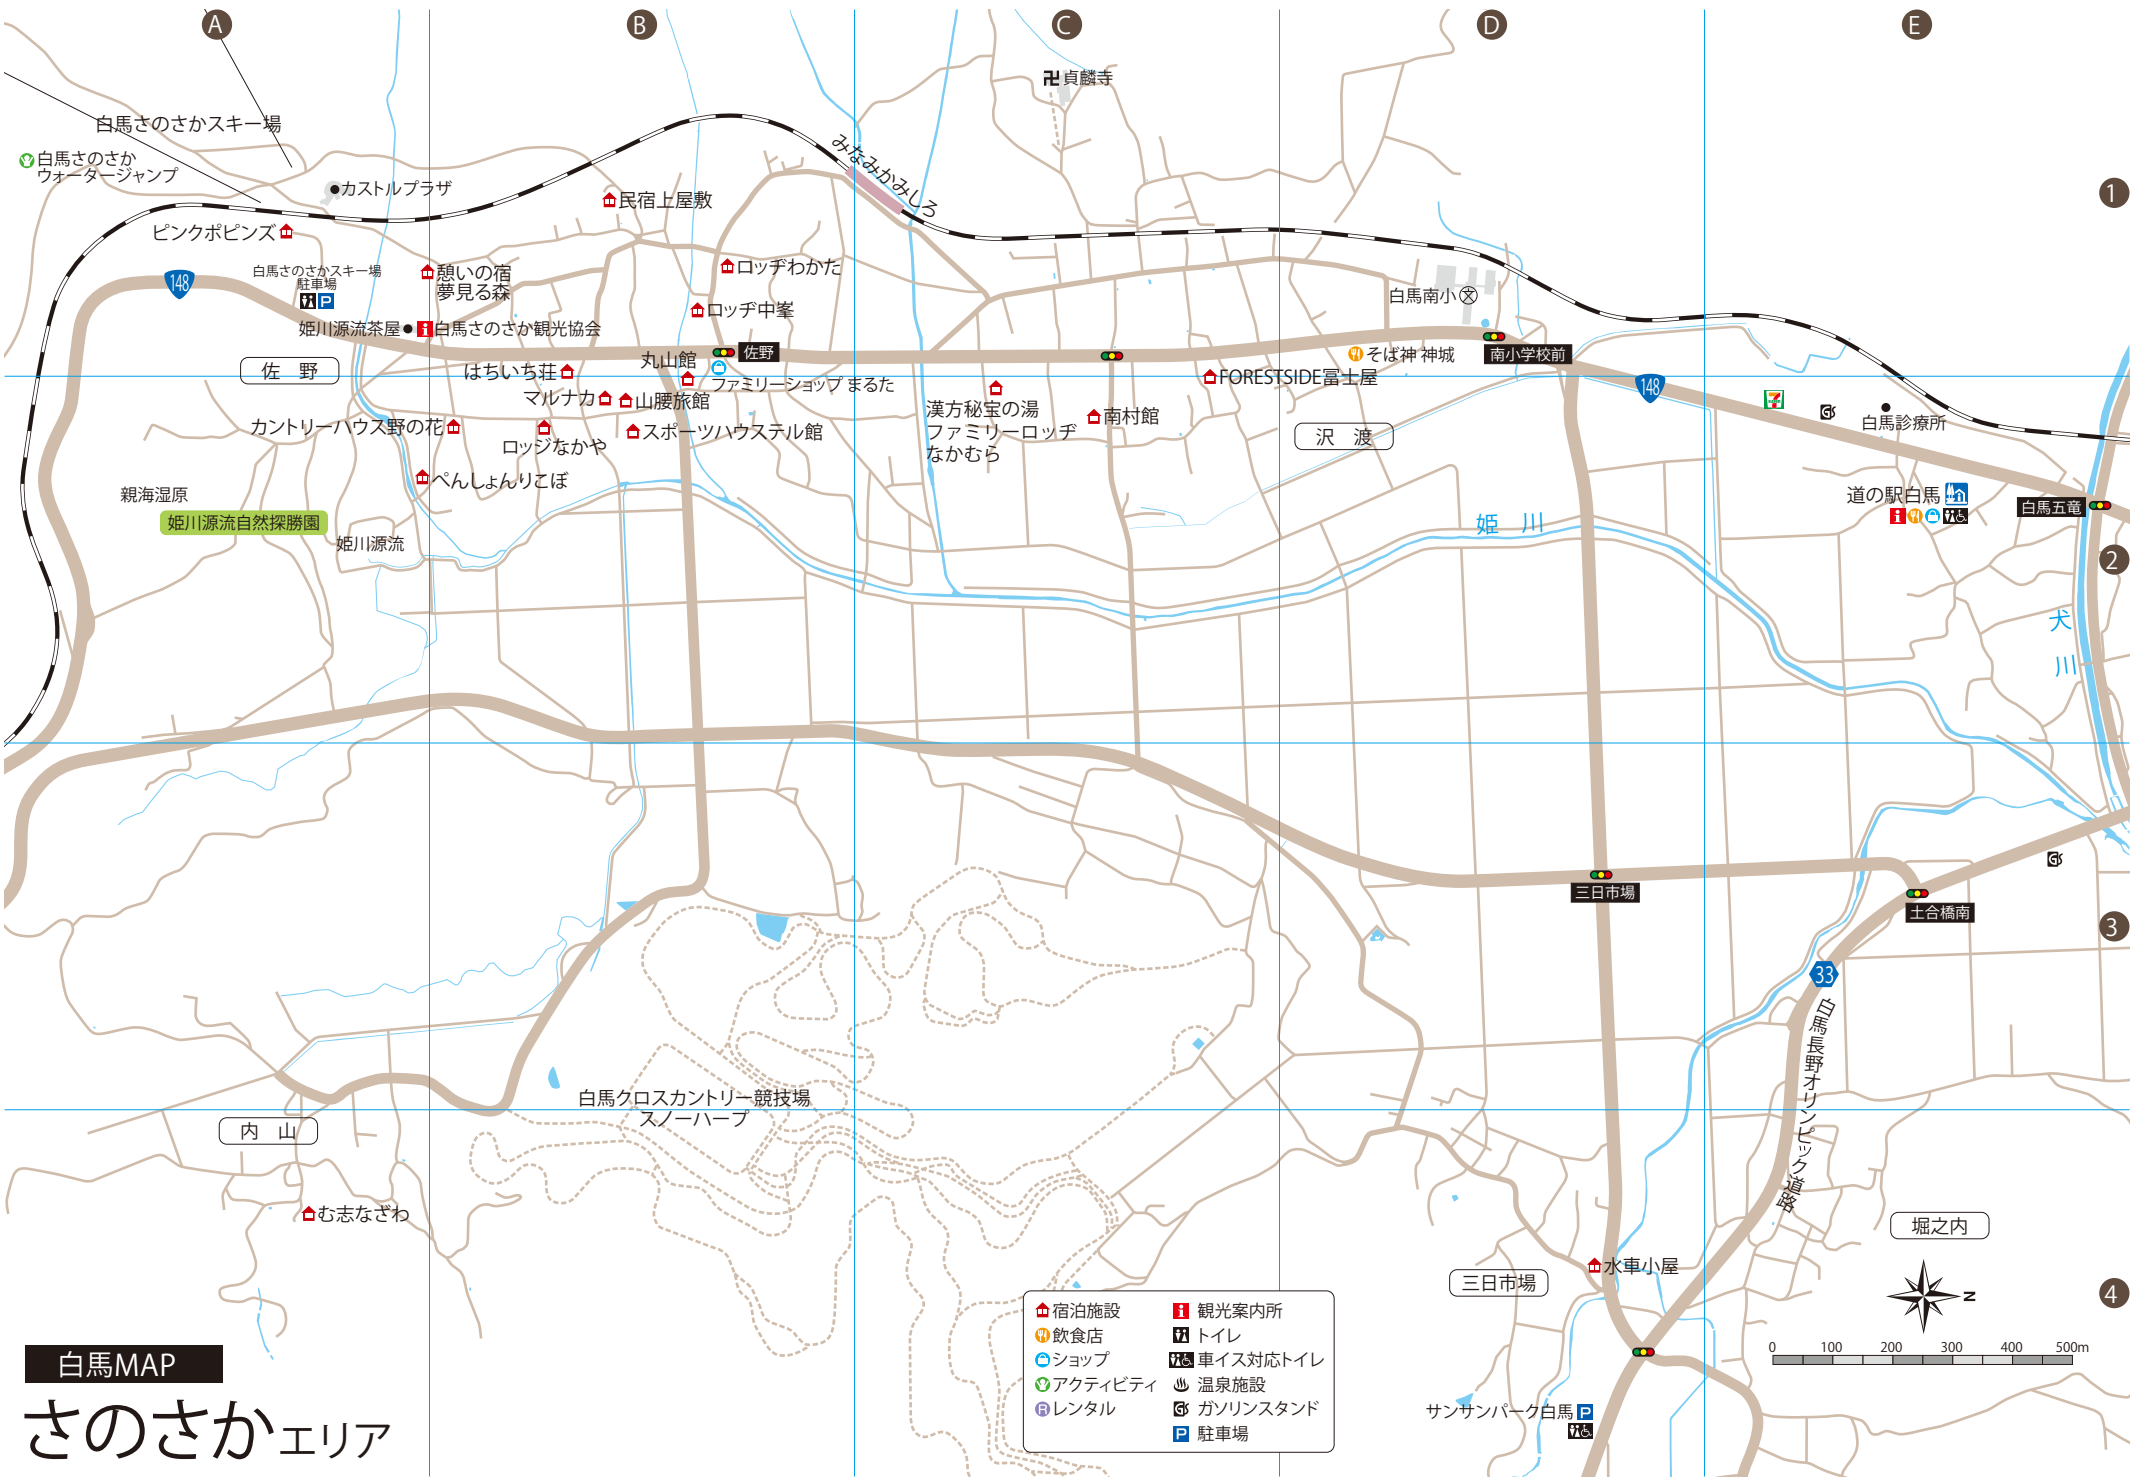 A
B
C
D
E
卍貞麟寺
白馬さのさかスキー場
白馬さのさか
ウォータージャンプ
カストルプラザ
みなみかみしろ
1
民宿上屋敷
ピンクポピンズ
148
白馬さのさかスキー場
駐車場
P
憩いの宿
夢見る森
ロッヂわかた
ロッヂ中峯
白馬南小
文
姫川源流茶屋
i
白馬さのさか観光協会
佐野
丸山館
佐野
そば神 神城
南小学校前
はちいち荘
ファミリーショップ まるた
FORESTSIDE冨士屋
148
マルナカ
山腰旅館
漢方秘宝の湯
ファミリーロッヂ
なかむら
南村館
7
GS
白馬診療所
カントリーハウス野の花
ロッジなかや
スポーツハウステル館
沢渡
ぺんしょんりこぼ
親海湿原
姫川源流自然探勝園
姫川源流
姫川
道の駅白馬
i
白馬五竜
2
犬川
GS
三日市場
土合橋南
3
33
白馬長野オリンピック道路
白馬クロスカントリー競技場
スノーハープ
内山
む志なざわ
堀之内
水車小屋
三日市場
N
4
0 100 200 300 400 500m
宿泊施設
飲食店
ショップ
アクティビティ
R レンタル
i 観光案内所
トイレ
車イス対応トイレ
温泉施設
GS ガソリンスタンド
P 駐車場
サンサンパーク白馬 P
白馬MAP
さのさかエリア